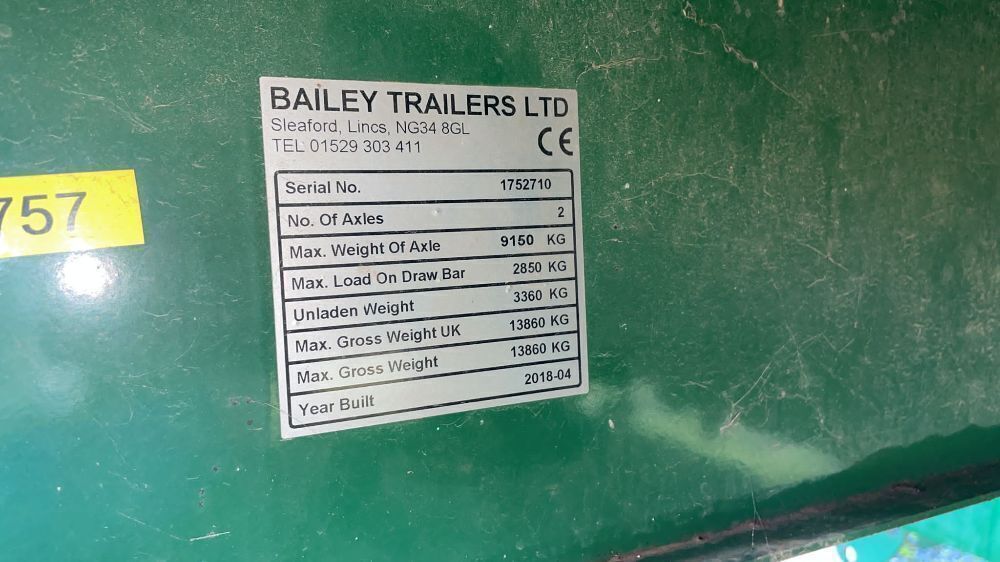 BAILEY TRAILERS LTD
Sleaford, Lincs, NG34 8GL
TEL 01529 303 411
CE
Serial No. 1752710
No. Of Axles 2
Max. Weight Of Axle 9150 KG
Max. Load On Draw Bar 2850 KG
Unladen Weight 3360 KG
Max. Gross Weight UK 13860 KG
Max. Gross Weight 13860 KG
Year Built 2018-04
757